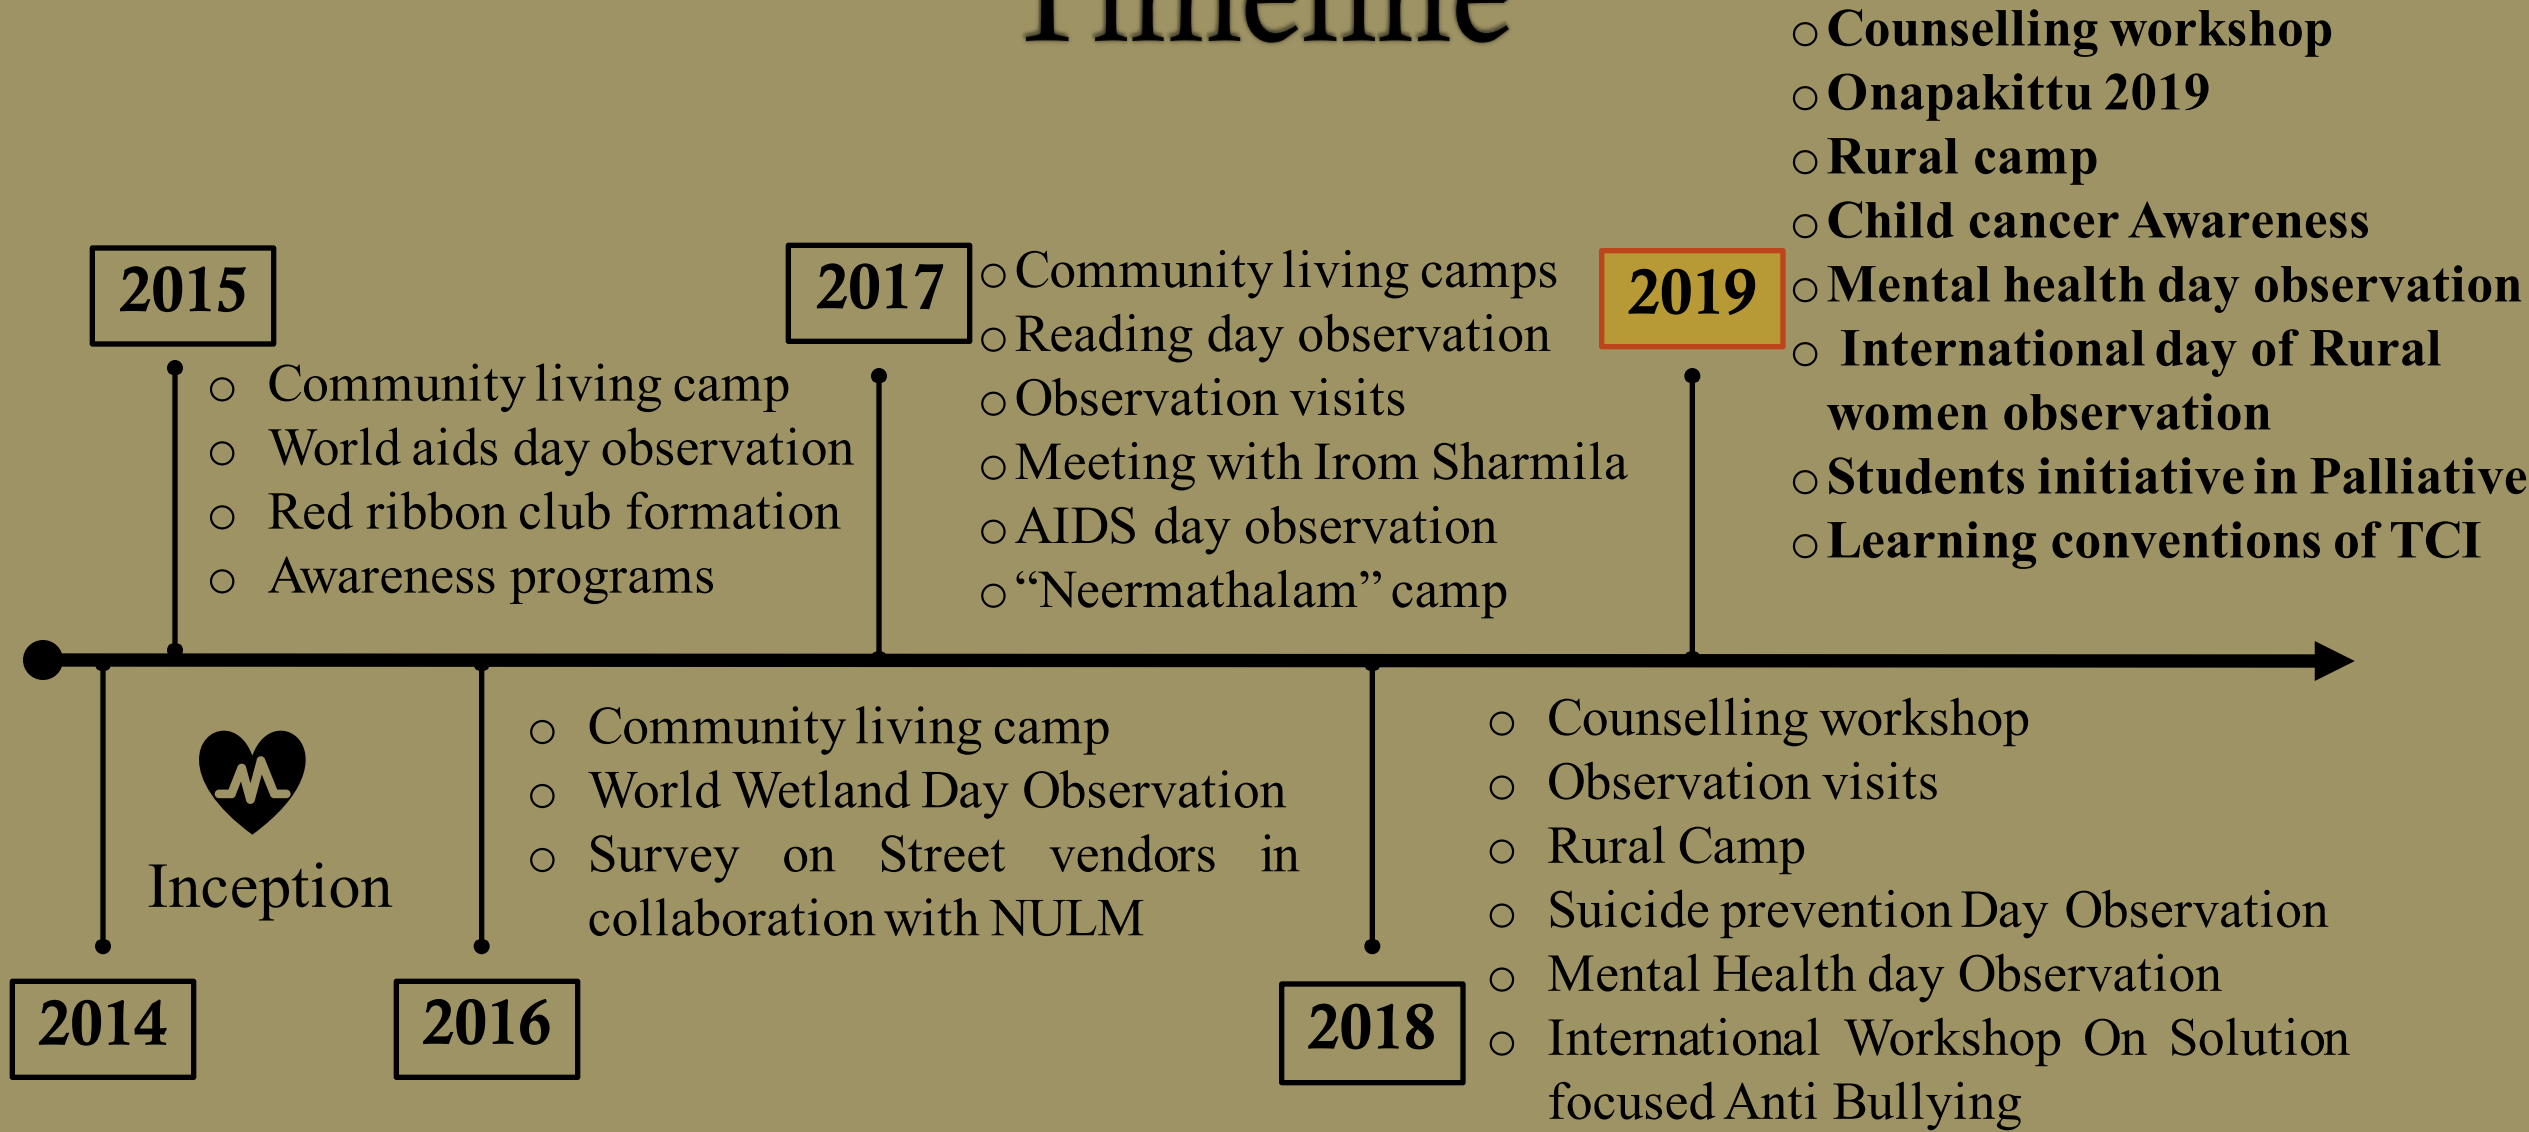 Timeline
2015
○ Community living camp
○ World aids day observation
○ Red ribbon club formation
○ Awareness programs
2017
○ Community living camps
○ Reading day observation
○ Observation visits
○ Meeting with Irom Sharmila
○ AIDS day observation
○ “Neermathalam” camp
2019
○ Counselling workshop
○ Onapakittu 2019
○ Rural camp
○ Child cancer Awareness
○ Mental health day observation
○ International day of Rural
women observation
○ Students initiative in Palliative
○ Learning conventions of TCI
Inception
2014
○ Community living camp
○ World Wetland Day Observation
○ Survey on Street vendors in
collaboration with NULM
2016
○ Counselling workshop
○ Observation visits
○ Rural Camp
○ Suicide prevention Day Observation
○ Mental Health day Observation
○ International Workshop On Solution
focused Anti Bullying
2018